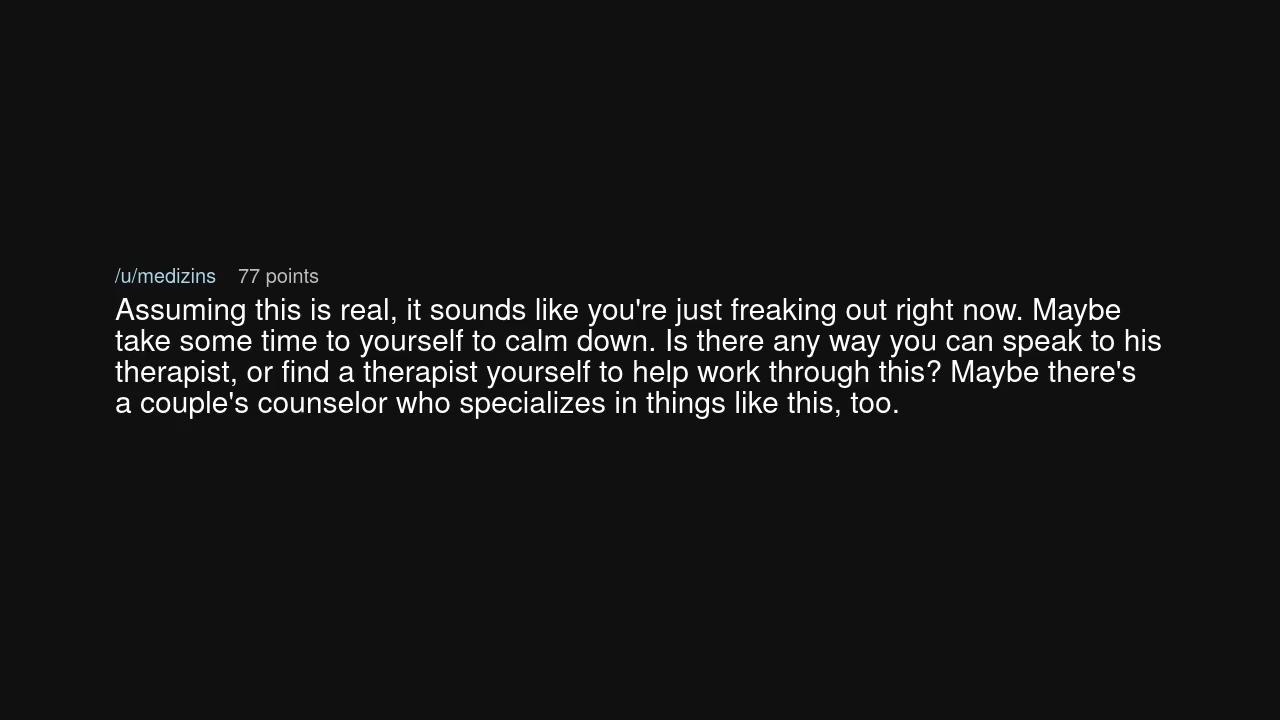 /u/medizins 77 points
Assuming this is real, it sounds like you're just freaking out right now. Maybe
take some time to yourself to calm down. Is there any way you can speak to his
therapist, or find a therapist yourself to help work through this? Maybe there's
a couple's counselor who specializes in things like this, too.